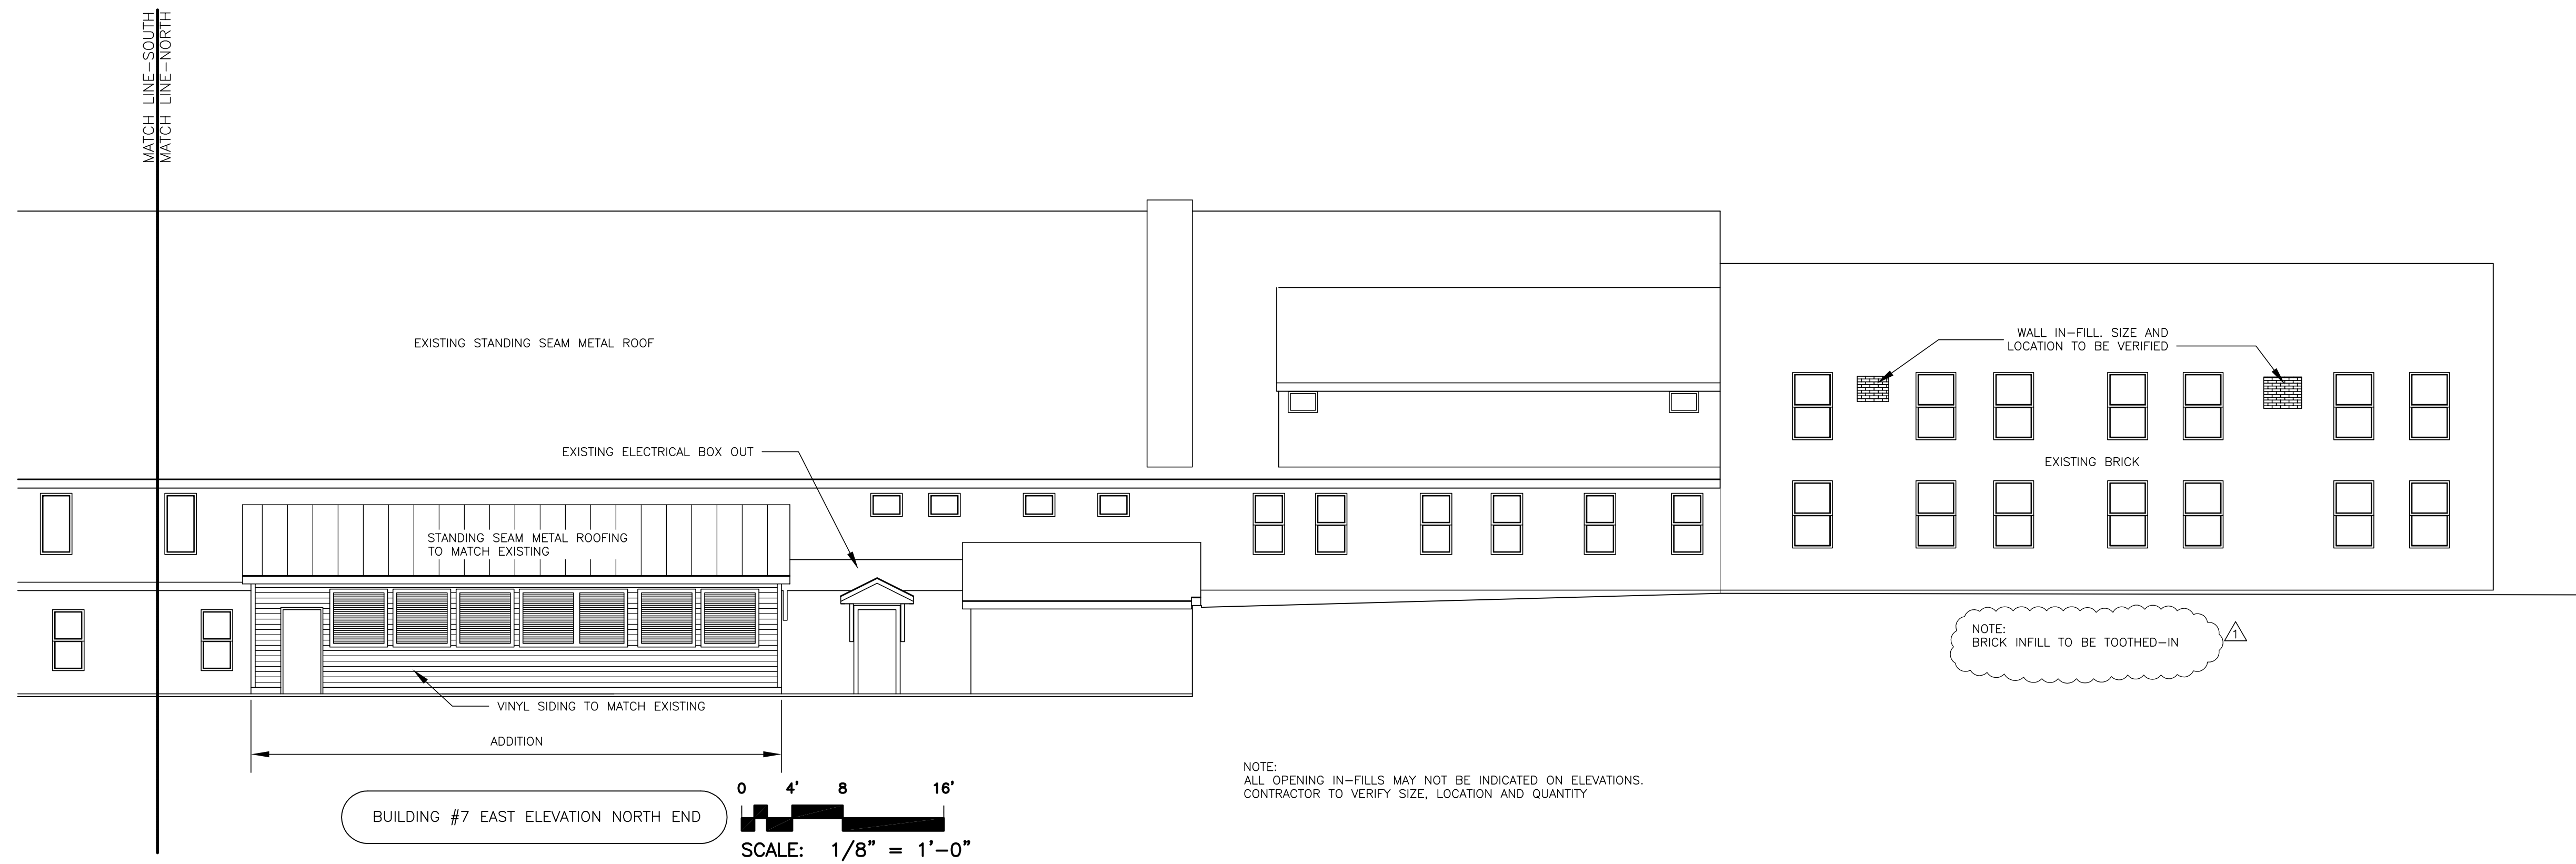 MATCH LINE-SOUTH
MATCH LINE-NORTH
EXISTING STANDING SEAM METAL ROOF
WALL IN-FILL. SIZE AND
LOCATION TO BE VERIFIED
EXISTING ELECTRICAL BOX OUT
EXISTING BRICK
STANDING SEAM METAL ROOFING
TO MATCH EXISTING
NOTE:
BRICK INFILL TO BE TOOTHED-IN
1
VINYL SIDING TO MATCH EXISTING
ADDITION
NOTE:
ALL OPENING IN-FILLS MAY NOT BE INDICATED ON ELEVATIONS.
CONTRACTOR TO VERIFY SIZE, LOCATION AND QUANTITY
BUILDING #7 EAST ELEVATION NORTH END
0 4' 8 16'
SCALE: 1/8" = 1'-0"